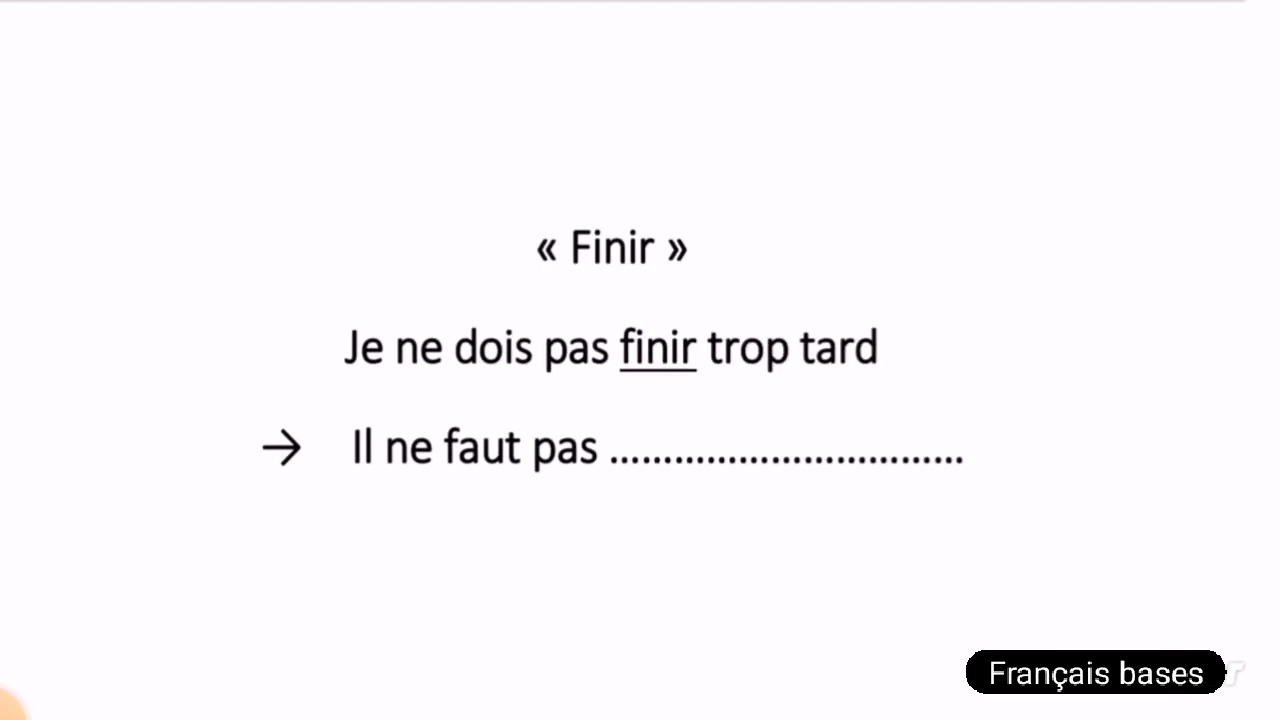 « Finir »
Je ne dois pas finir trop tard
→ Il ne faut pas .................................
Français bases